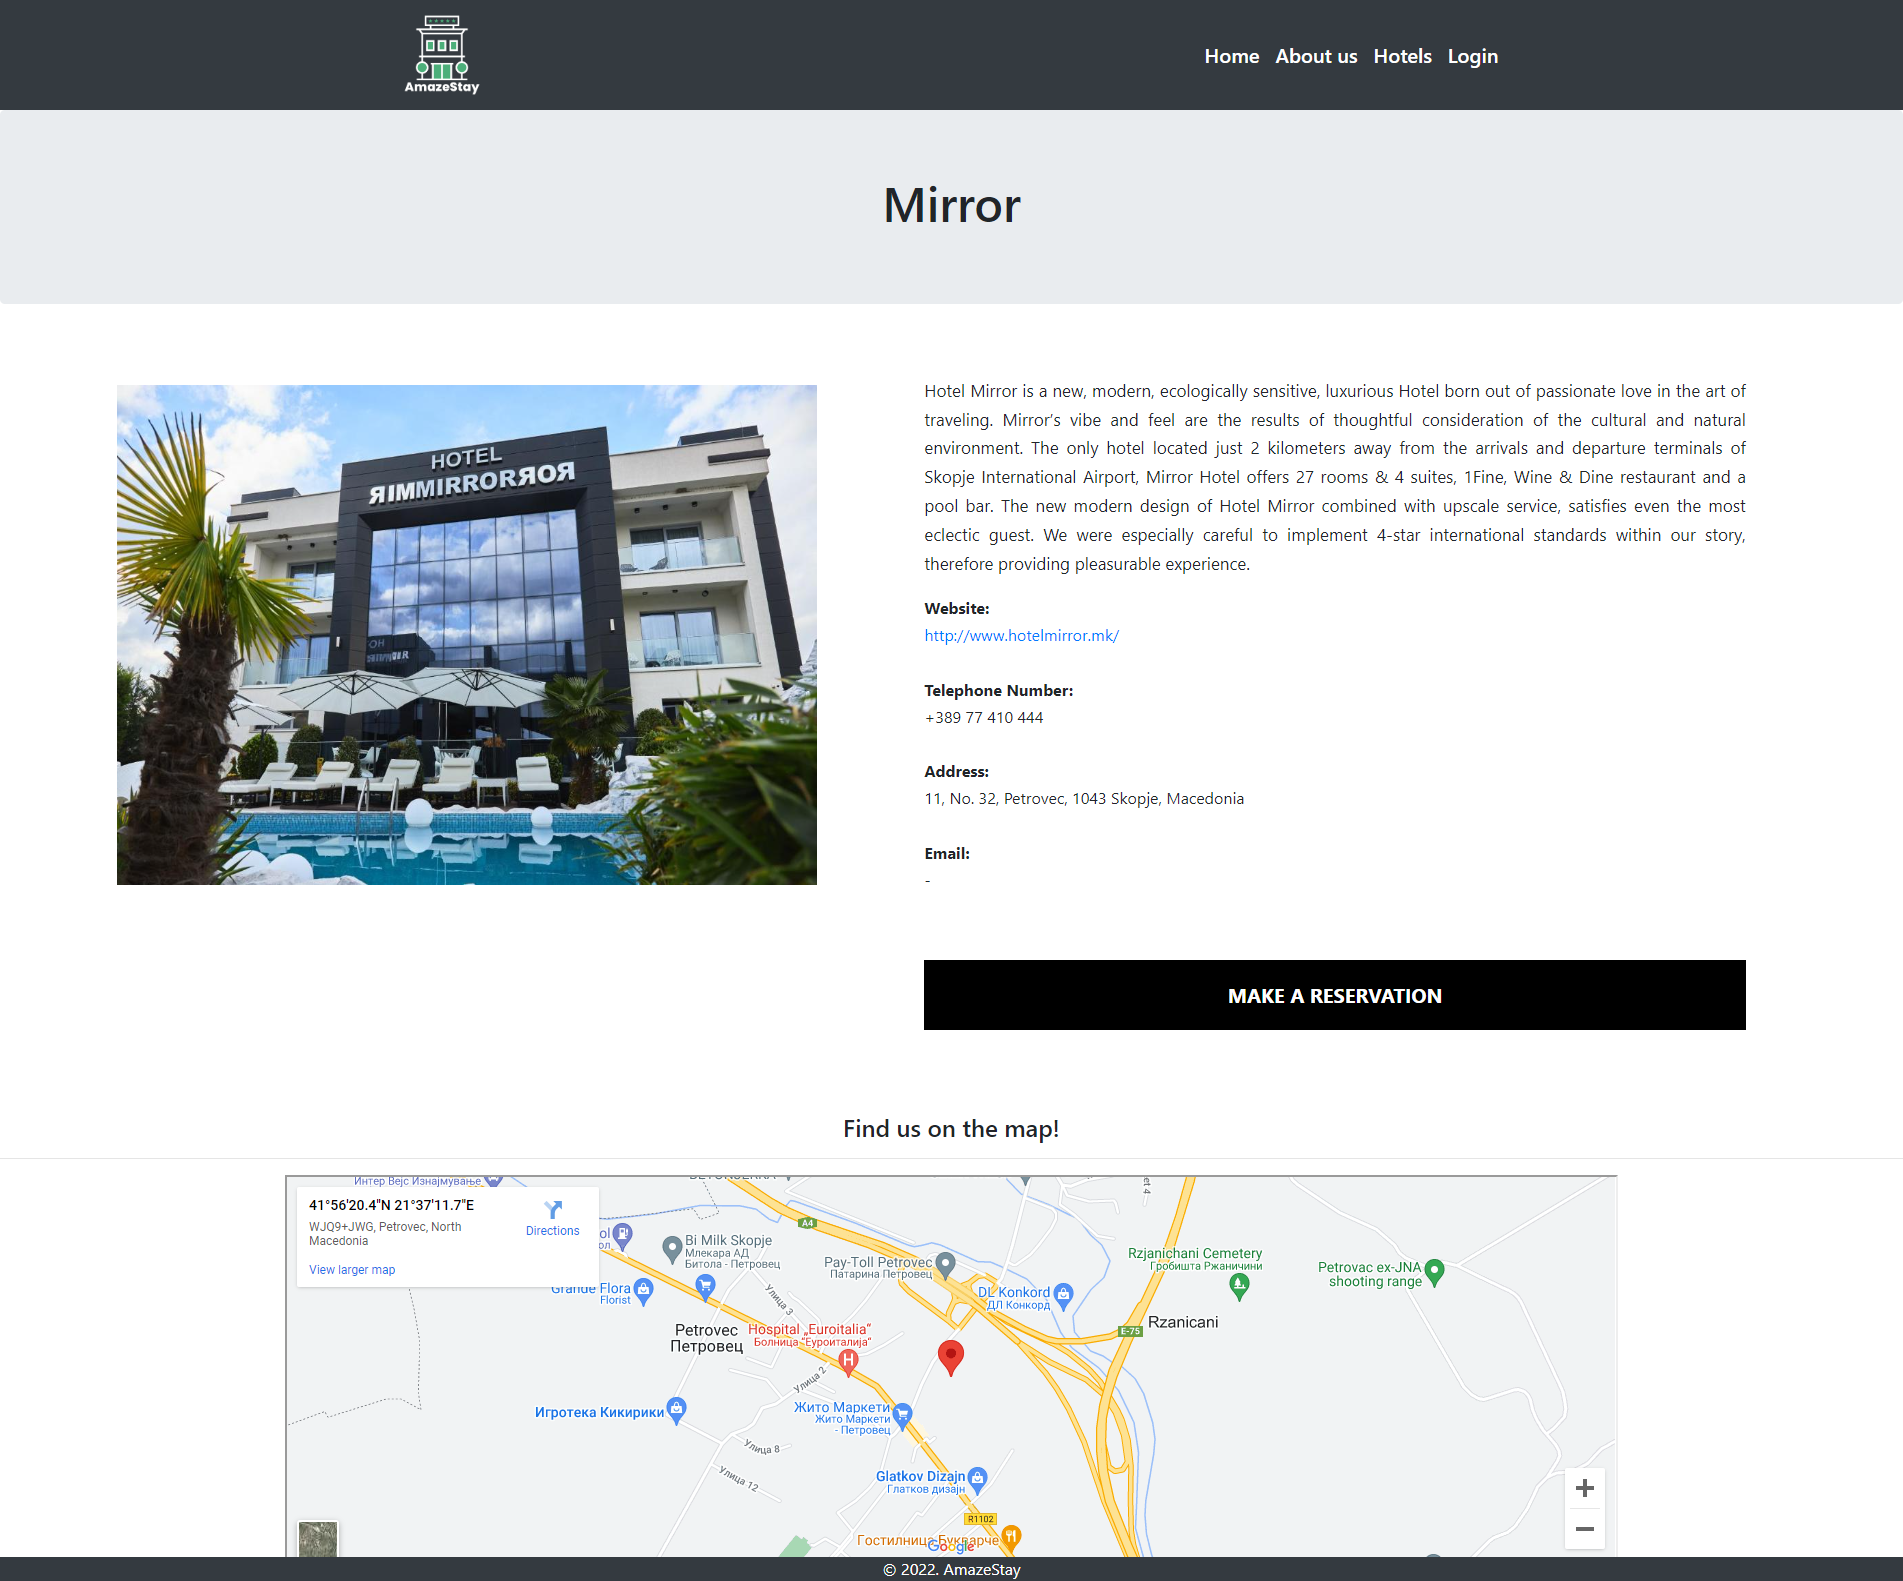 AmazeStay
Home About us Hotels Login
Mirror
HOTEL
ЯIMMIRRORЯOЯ
Hotel Mirror is a new, modern, ecologically sensitive, luxurious Hotel born out of passionate love in the art of
traveling. Mirror’s vibe and feel are the results of thoughtful consideration of the cultural and natural
environment. The only hotel located just 2 kilometers away from the arrivals and departure terminals of
Skopje International Airport, Mirror Hotel offers 27 rooms & 4 suites, 1Fine, Wine & Dine restaurant and a
pool bar. The new modern design of Hotel Mirror combined with upscale service, satisfies even the most
eclectic guest. We were especially careful to implement 4-star international standards within our story,
therefore providing pleasurable experience.
Website:
http://www.hotelmirror.mk/
Telephone Number:
+389 77 410 444
Address:
11, No. 32, Petrovec, 1043 Skopje, Macedonia
Email:
-
MAKE A RESERVATION
Find us on the map!
Интер Вејс Изнајмување
41°56'20.4"N 21°37'11.7"E
WJQ9+JWG, Petrovec, North
Macedonia
Directions
View larger map
A4
Bi Milk Skopje
Млекара АД
Битола - Петровец
Pay-Toll Petrovec
Патарина Петровец
Rzjanichani Cemetery
Гробишта Ржаничини
Petrovac ex-JNA
shooting range
Grande Flora
Florist
Улица 3
DL Konkord
ДЛ Конкорд
Petrovec
Петровец
Hospital „Euroitalia“
Болница “Еуроиталија”
H
E-75
Rzanicani
Улица 2
Игротека Кикирики
Жито Маркети
Жито Маркети
- Петровец
Улица 8
Улица 12
Glatkov Dizajn
Глатков дизајн
R1102
Гостилница Букварче
Google
© 2022. AmazeStay